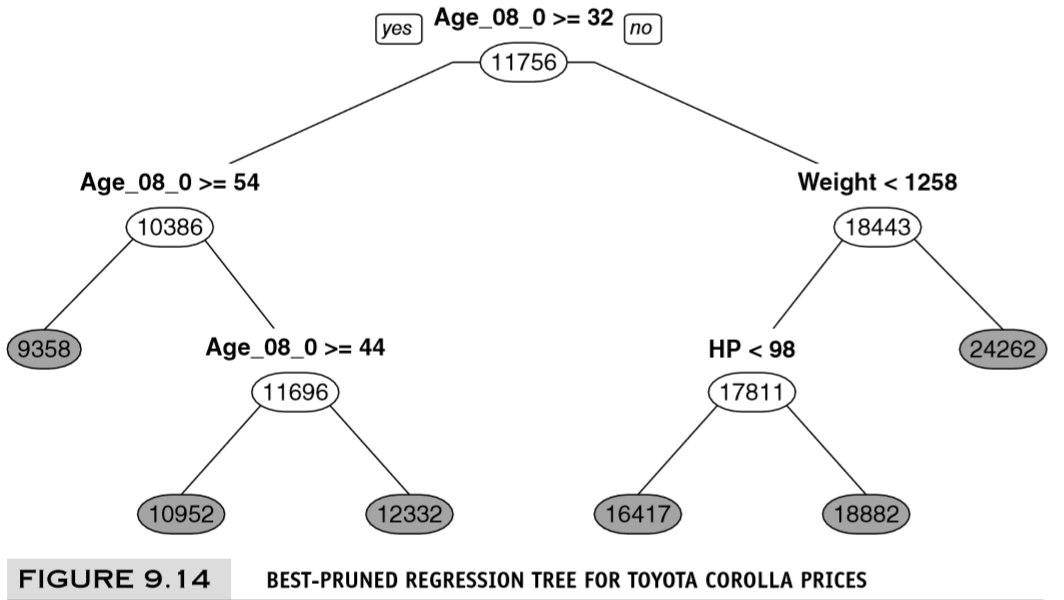 yes Age_08_0 >= 32 no
11756
Age_08_0 >= 54 Weight < 1258
10386 18443
9358 Age_08_0 >= 44 HP < 98 24262
11696 17811
10952 12332 16417 18882
FIGURE 9.14 BEST-PRUNED REGRESSION TREE FOR TOYOTA COROLLA PRICES